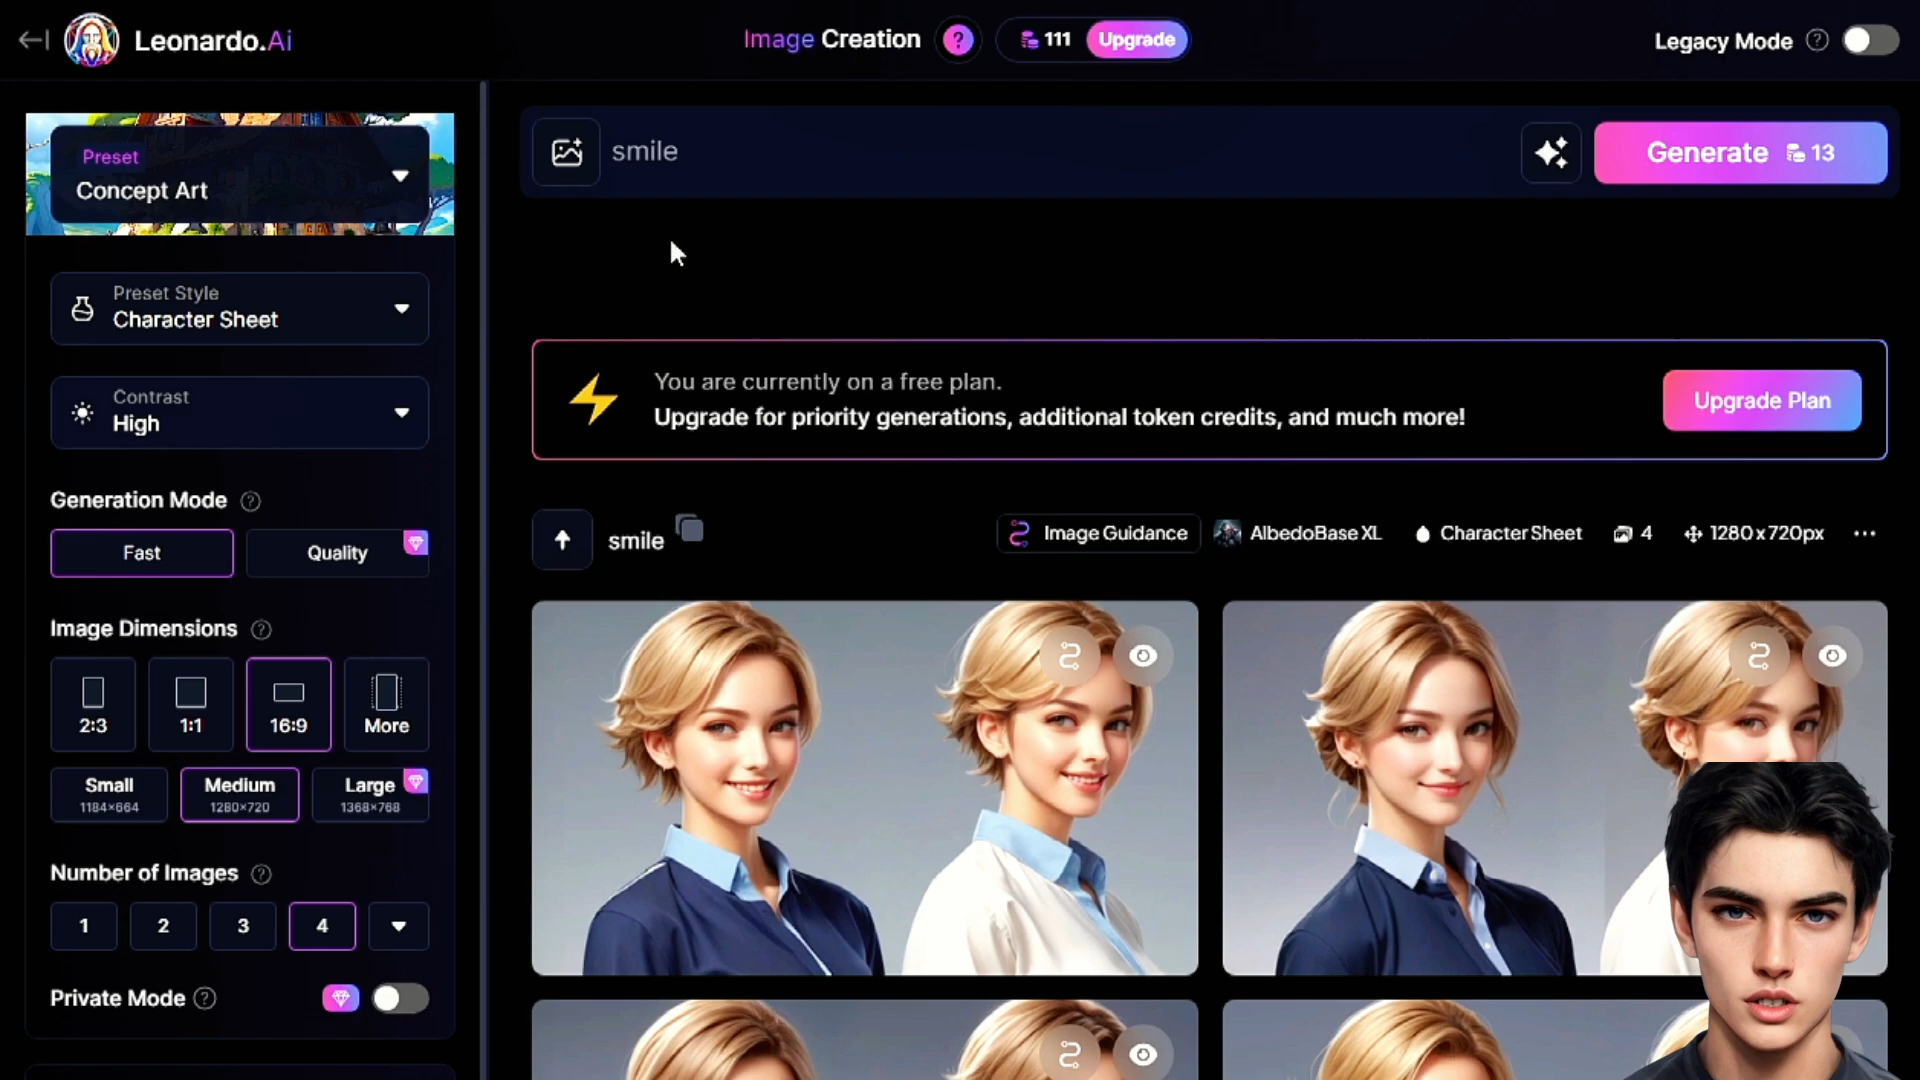 Leonardo.Ai
Image Creation
?
111
Upgrade
Legacy Mode ?
Preset
Concept Art
smile
Generate 13
Preset Style
Character Sheet
Contrast
High
You are currently on a free plan.
Upgrade for priority generations, additional token credits, and much more!
Upgrade Plan
Generation Mode ?
Fast
Quality
smile
Image Guidance
AlbedoBase XL
Character Sheet
4
1280x720px
Image Dimensions ?
2:3
1:1
16:9
More
Small
1184×664
Medium
1280×720
Large
1368×768
Number of Images ?
1
2
3
4
Private Mode ?